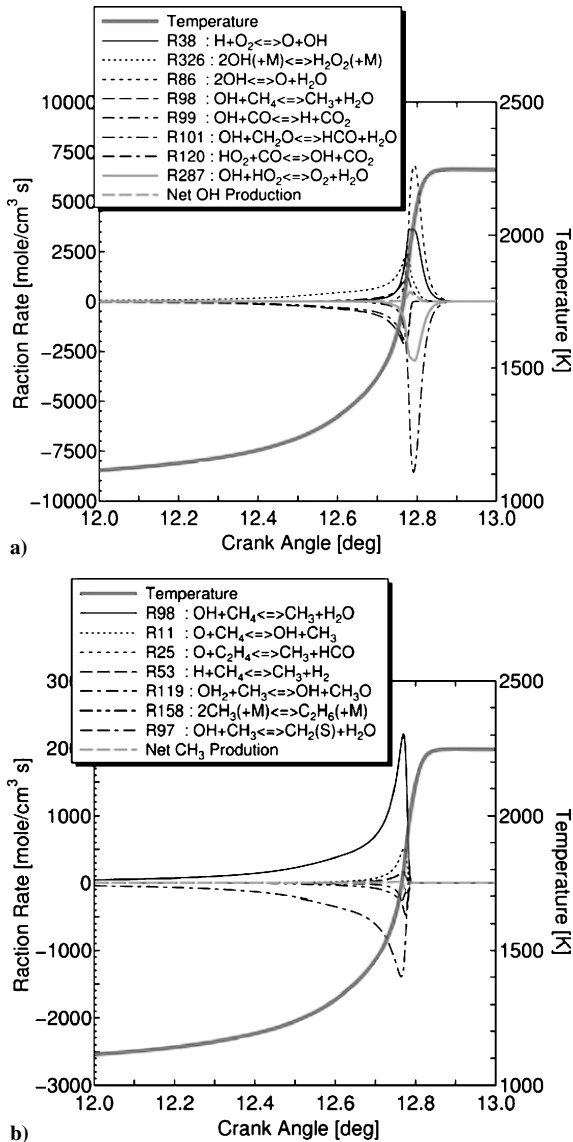 Temperature
R38 : H+O₂<=>O+OH
R326 : 2OH(+M)<=>H₂O₂(+M)
R86 : 2OH<=>O+H₂O
R98 : OH+CH₄<=>CH₃+H₂O
R99 : OH+CO<=>H+CO₂
R101 : OH+CH₂O<=>HCO+H₂O
R120 : HO₂+CO<=>OH+CO₂
R287 : OH+HO₂<=>O₂+H₂O
Net OH Production
10000
7500
5000
2500
0
−2500
−5000
−7500
−10000
Raction Rate [mole/cm³ s]
2500
2000
1500
1000
Temperature [K]
12.0 12.2 12.4 12.6 12.8 13.0
Crank Angle [deg]
a)
Temperature
R98 : OH+CH₄<=>CH₃+H₂O
R11 : O+CH₄<=>OH+CH₃
R25 : O+C₂H₄<=>CH₃+HCO
R53 : H+CH₄<=>CH₃+H₂
R119 : OH₂+CH₃<=>OH+CH₃O
R158 : 2CH₃(+M)<=>C₂H₆(+M)
R97 : OH+CH₃<=>CH₂(S)+H₂O
Net CH₃ Prodution
1000
0
−1000
−2000
−3000
Raction Rate [mole/cm³ s]
2500
2000
1500
1000
Temperature [K]
12.0 12.2 12.4 12.6 12.8 13.0
Crank Angle [deg]
b)